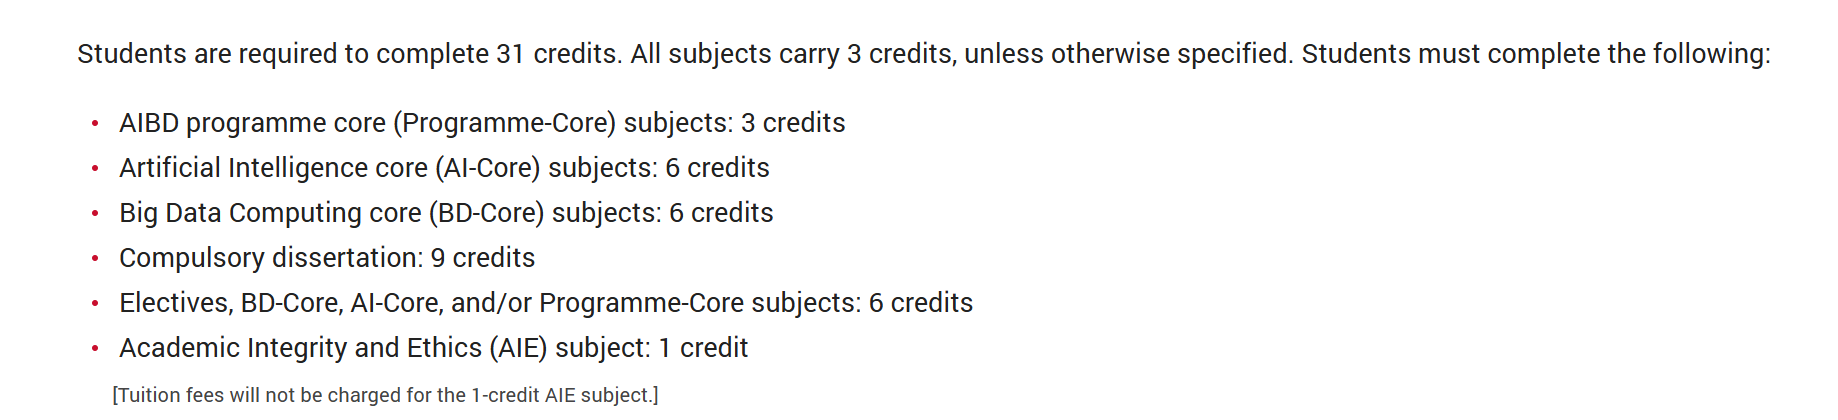 Students are required to complete 31 credits. All subjects carry 3 credits, unless otherwise specified. Students must complete the following:
• AIBD programme core (Programme-Core) subjects: 3 credits
• Artificial Intelligence core (AI-Core) subjects: 6 credits
• Big Data Computing core (BD-Core) subjects: 6 credits
• Compulsory dissertation: 9 credits
• Electives, BD-Core, AI-Core, and/or Programme-Core subjects: 6 credits
• Academic Integrity and Ethics (AIE) subject: 1 credit
[Tuition fees will not be charged for the 1-credit AIE subject.]